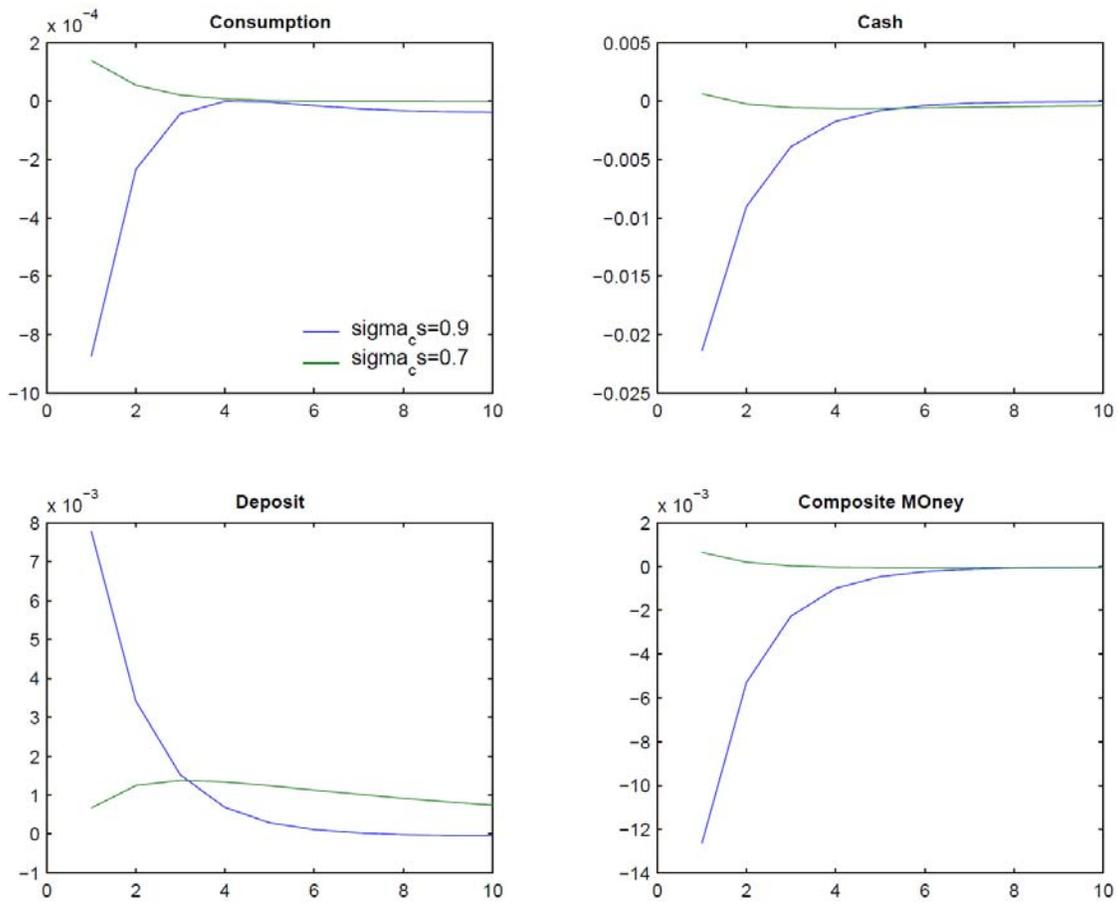 x 10⁻⁴
Consumption
2
0
−2
−4
−6
−8
−10
sigma_cs=0.9
sigma_cs=0.7
0 2 4 6 8 10
Cash
0.005
0
−0.005
−0.01
−0.015
−0.02
−0.025
0 2 4 6 8 10
x 10⁻³
Deposit
8
7
6
5
4
3
2
1
0
−1
0 2 4 6 8 10
x 10⁻³
Composite MOney
2
0
−2
−4
−6
−8
−10
−12
−14
0 2 4 6 8 10